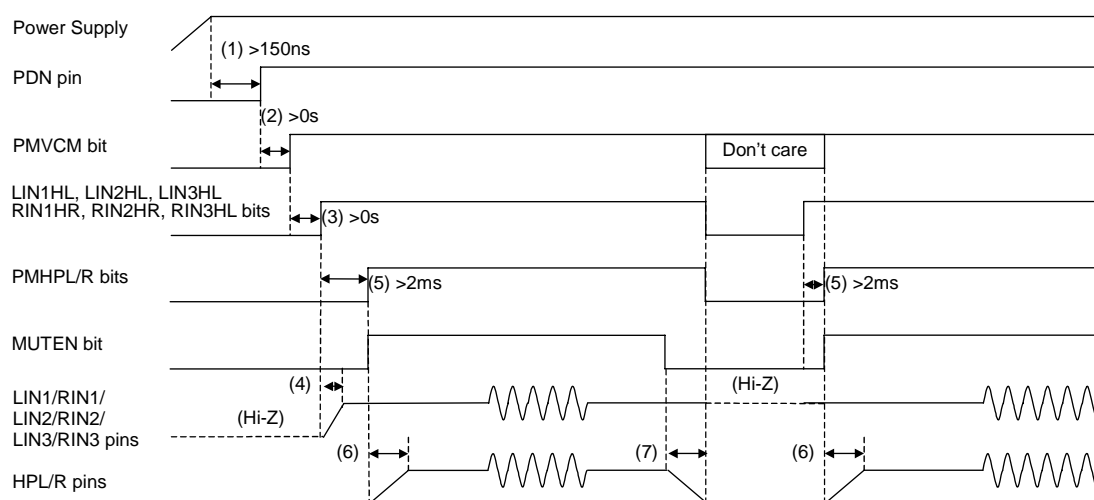 Power Supply
(1) >150ns
PDN pin
(2) >0s
PMVCM bit
Don't care
LIN1HL, LIN2HL, LIN3HL
RIN1HR, RIN2HR, RIN3HL bits
(3) >0s
PMHPL/R bits
(5) >2ms
(5) >2ms
MUTEN bit
(4)
(Hi-Z)
LIN1/RIN1/
LIN2/RIN2/
LIN3/RIN3 pins
(Hi-Z)
(6)
(7)
(6)
HPL/R pins